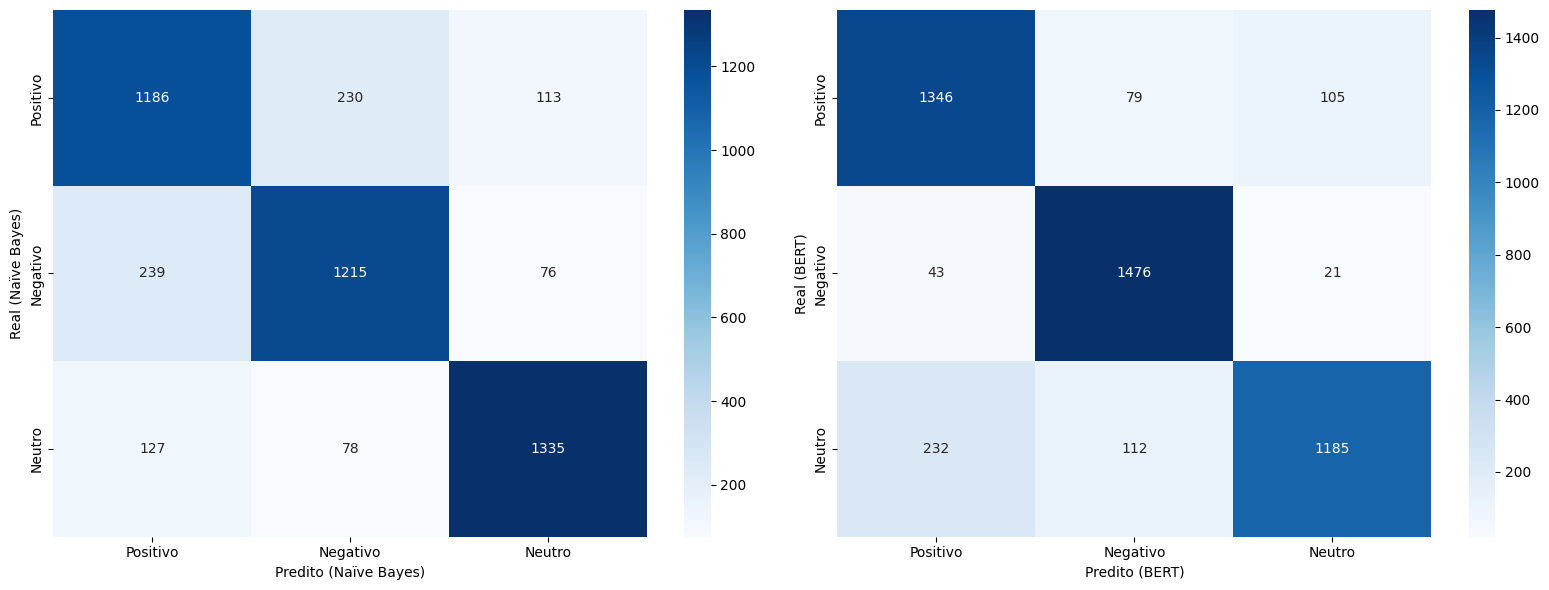 Real (Naïve Bayes)
Positivo
Negativo
Neutro
1186 230 113
239 1215 76
127 78 1335
Positivo Negativo Neutro
Predito (Naïve Bayes)
1200
1000
800
600
400
200
Real (BERT)
Positivo
Negativo
Neutro
1346 79 105
43 1476 21
232 112 1185
Positivo Negativo Neutro
Predito (BERT)
1400
1200
1000
800
600
400
200